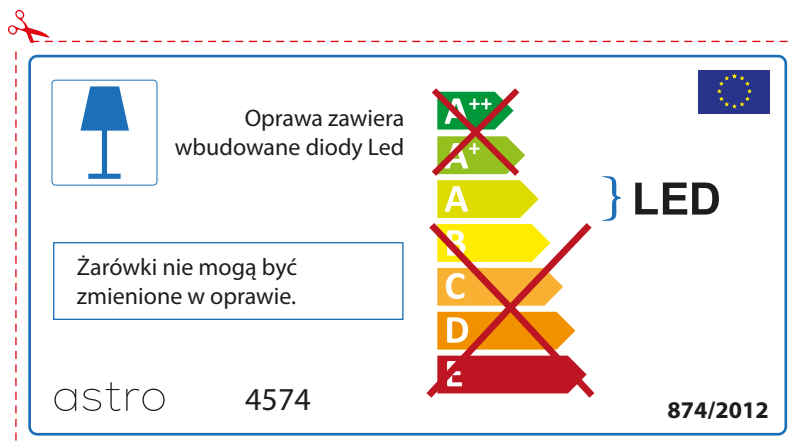 Oprawa zawiera
wbudowane diody Led
A++
A+
A
B
C
D
E
LED
Żarówki nie mogą być
zmienione w oprawie.
astro 4574
874/2012